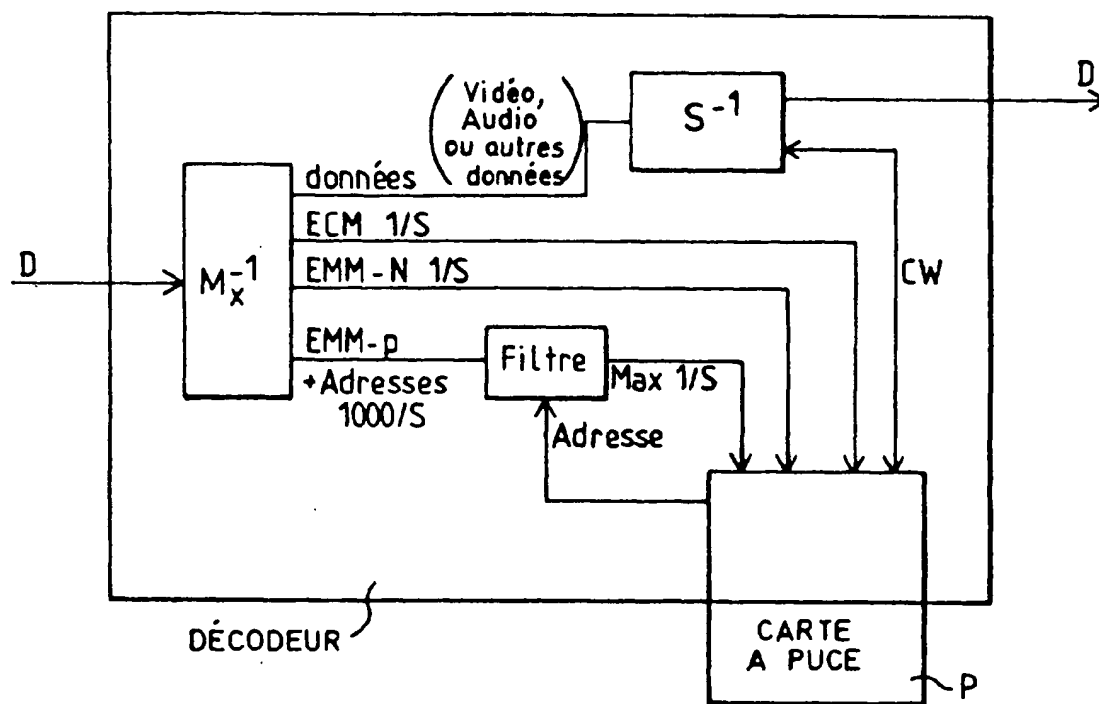 Vidéo,
Audio
ou autres
données
S⁻¹
D
données
ECM 1/S
EMM-N 1/S
D
Mₓ⁻¹
CW
EMM-p
+Adresses
1000/S
Filtre
Max 1/S
Adresse
DÉCODEUR
CARTE
A PUCE
P